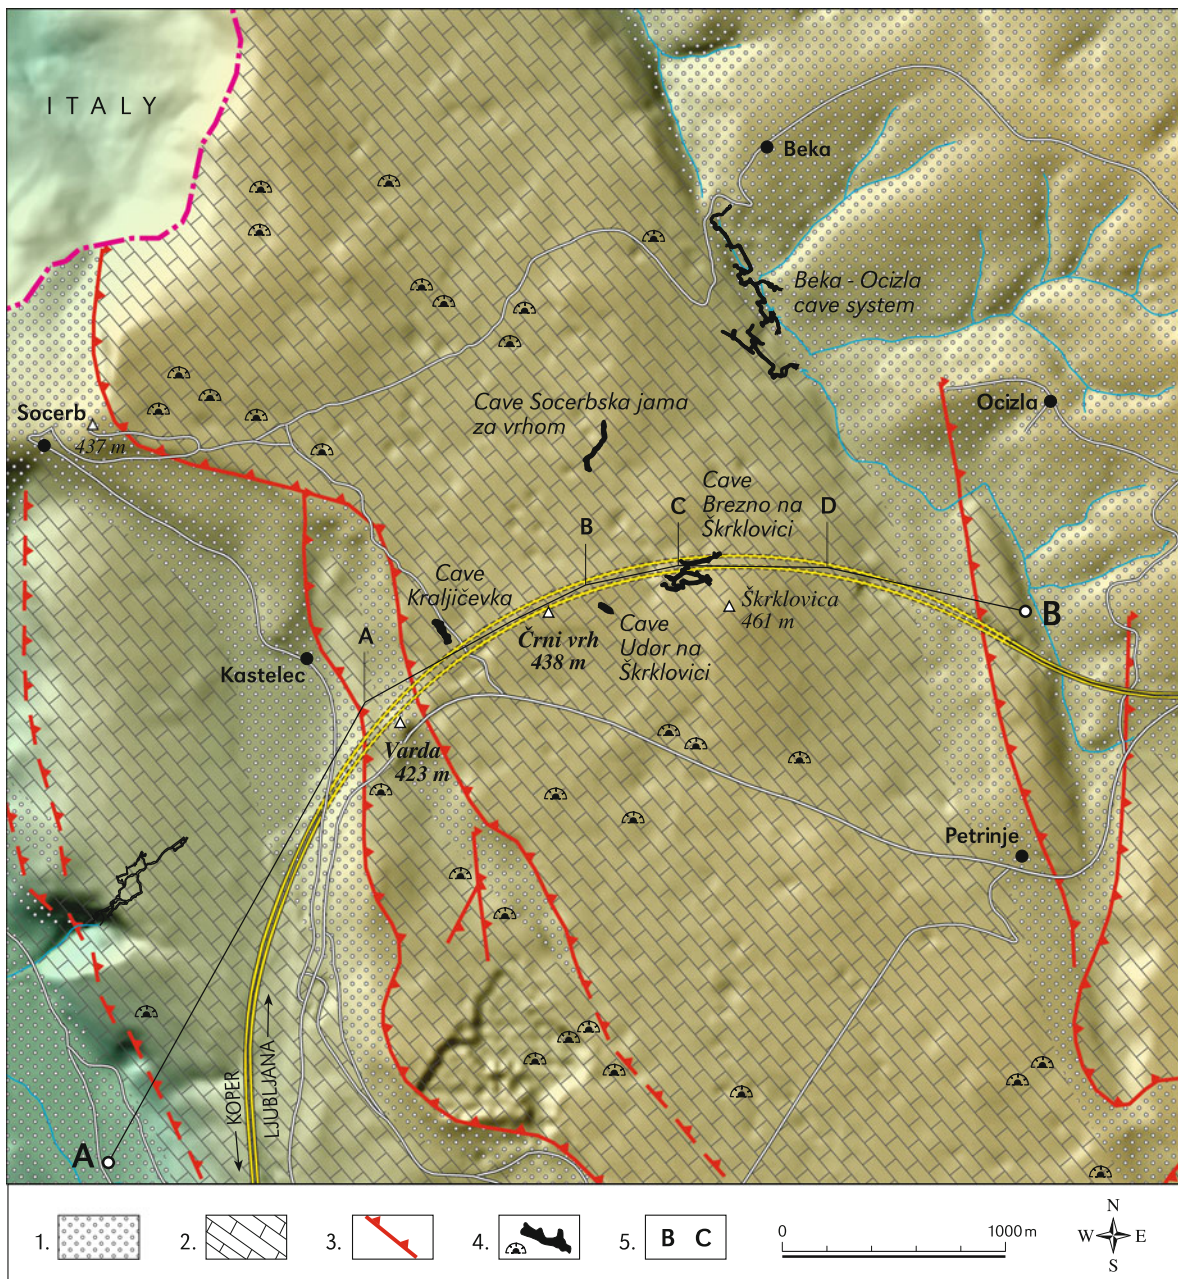 ITALY
Beka
Beka - Ocizla
cave system
Socerb
437 m
Cave Socerbska jama
za vrhom
Ocizla
Cave
Brezno na
Škrklovici
C
D
B
Cave
Kraljičevka
A
Črni vrh
438 m
Cave
Udor na
Škrklovici
Škrklovica
461 m
B
Kastelec
Varda
423 m
Petrinje
KOPER
LJUBLJANA
A
1.
2.
3.
4.
5. B C
0 1000 m
N
W E
S